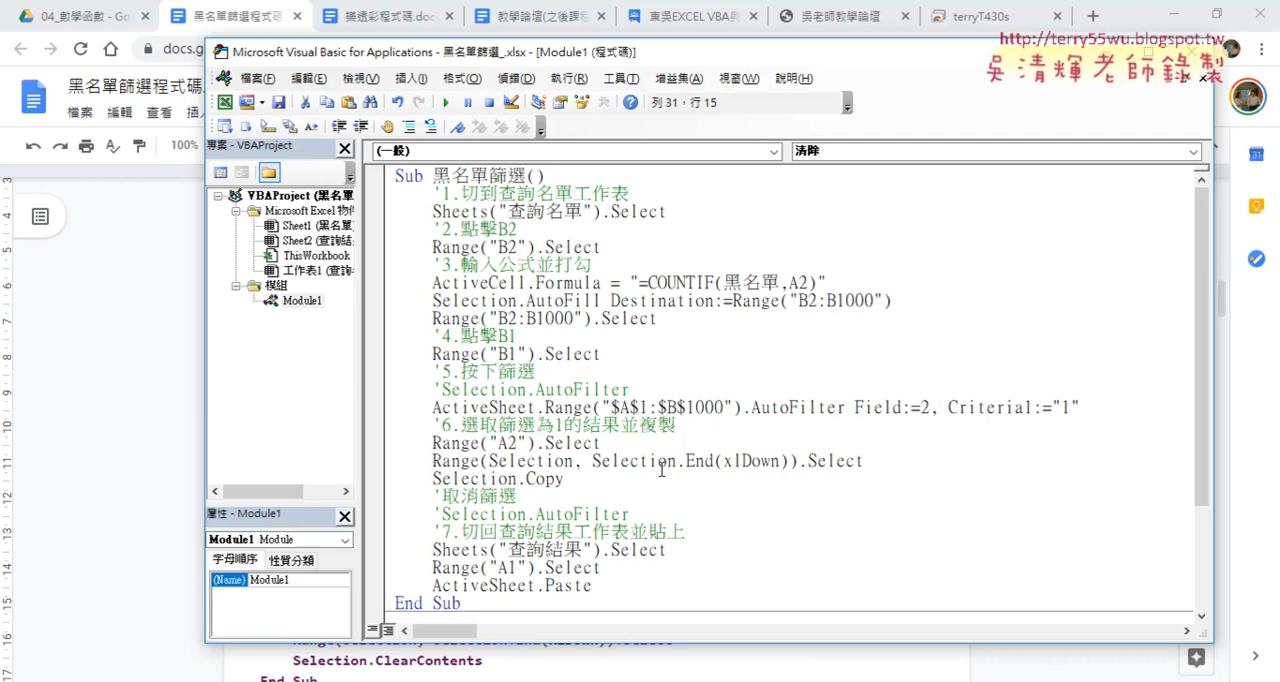 04_數學函數 - Go
黑名單篩選程式碼
樂透彩程式碼.doc
教學論壇(之後課程
東吳EXCEL VBA與
吳老師教學論壇
terryT430s
docs.g
http://terry55wu.blogspot.tw
吳清輝老師錄製
黑名單篩選程式碼
檔案 編輯 查看 插
100%
Microsoft Visual Basic for Applications - 黑名單篩選_.xlsx - [Module1 (程式碼)]
檔案(F) 編輯(E) 檢視(V) 插入(I) 格式(O) 偵錯(D) 執行(R) 工具(T) 增益集(A) 視窗(W) 說明(H)
列 31，行 15
專案 - VBAProject
VBAProject (黑名單
Microsoft Excel 物件
Sheet1 (黑名單
Sheet2 (查詢結
ThisWorkbook
工作表1 (查詢
模組
Module1
屬性 - Module1
Module1 Module
字母順序 性質分類
(Name) Module1
(一般)
清除
Sub 黑名單篩選()
'1.切到查詢名單工作表
Sheets("查詢名單").Select
'2.點擊B2
Range("B2").Select
'3.輸入公式並打勾
ActiveCell.Formula = "=COUNTIF(黑名單,A2)"
Selection.AutoFill Destination:=Range("B2:B1000")
Range("B2:B1000").Select
'4.點擊B1
Range("B1").Select
'5.按下篩選
'Selection.AutoFilter
ActiveSheet.Range("$A$1:$B$1000").AutoFilter Field:=2, Criteria1:="1"
'6.選取篩選為1的結果並複製
Range("A2").Select
Range(Selection, Selection.End(xlDown)).Select
Selection.Copy
'取消篩選
'Selection.AutoFilter
'7.切回查詢結果工作表並貼上
Sheets("查詢結果").Select
Range("A1").Select
ActiveSheet.Paste
End Sub
Selection.ClearContents
End Sub